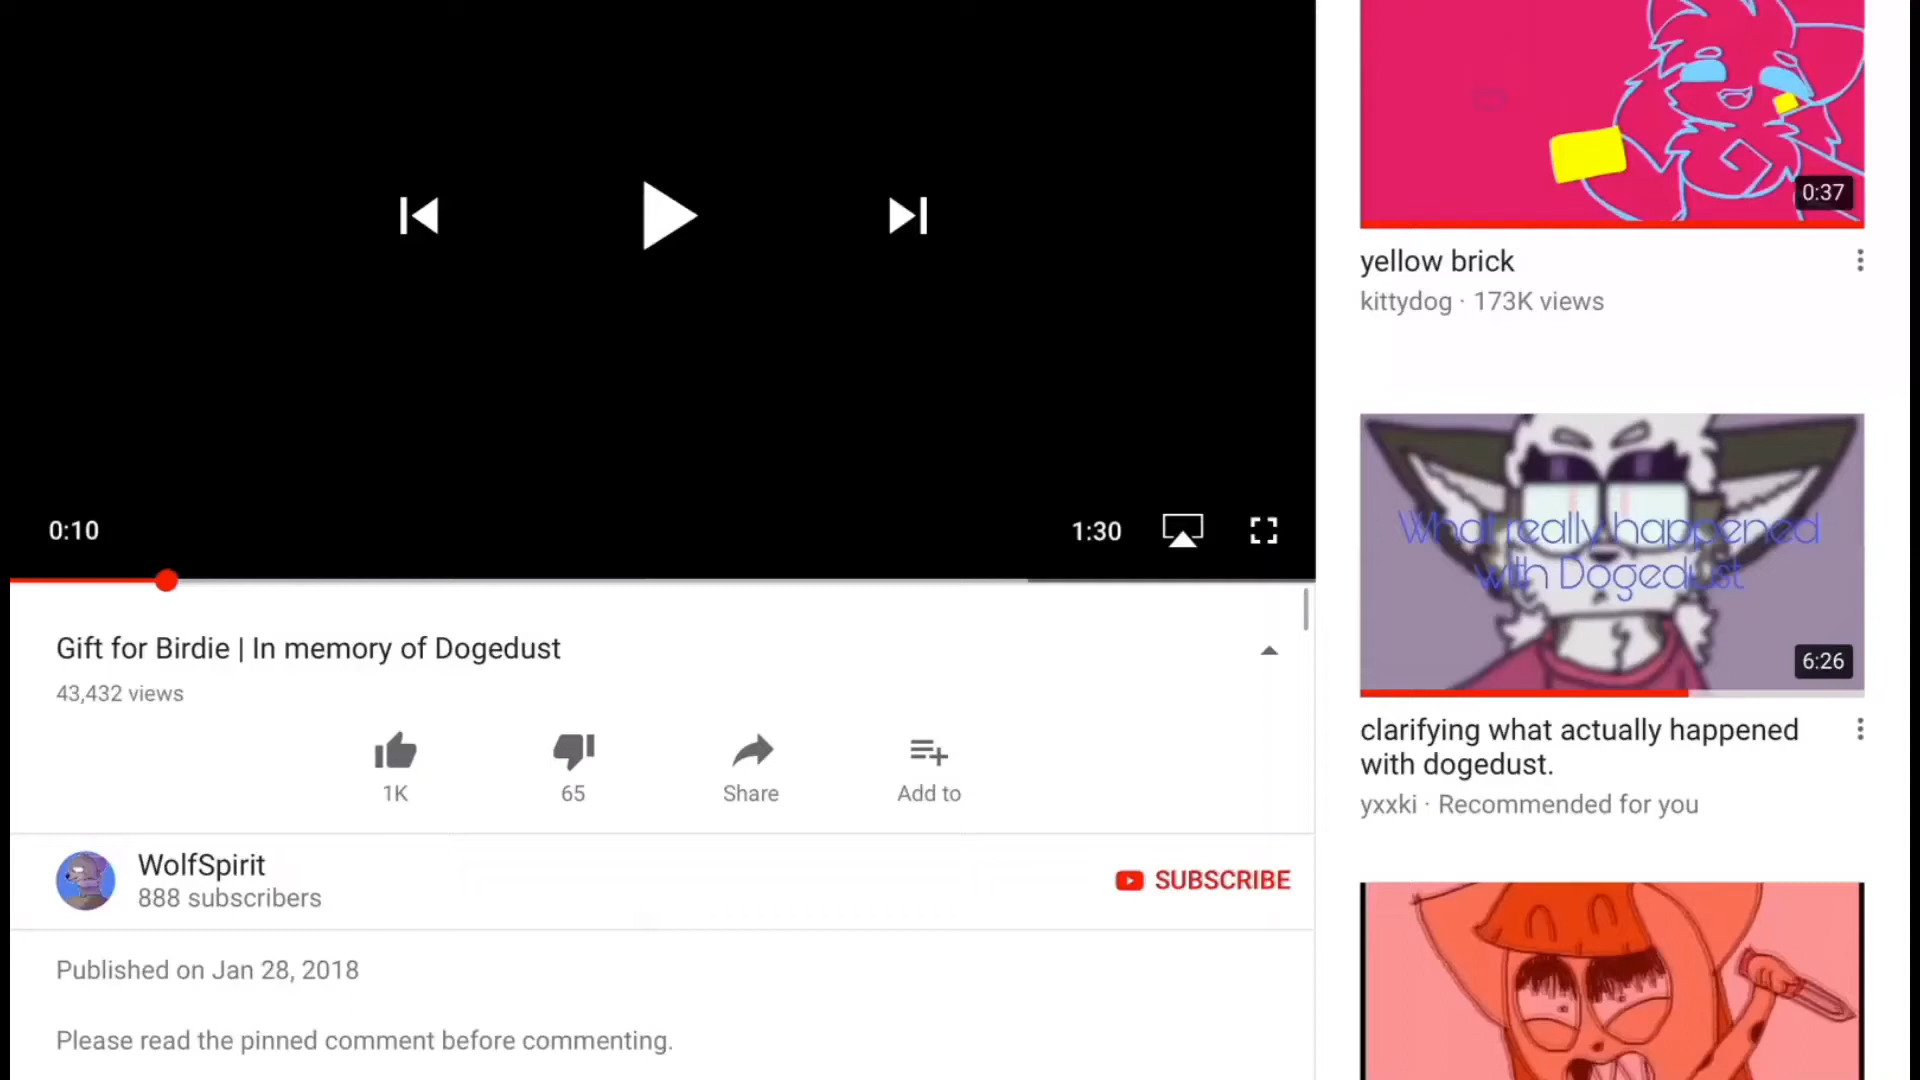 0:10
1:30
Gift for Birdie | In memory of Dogedust
43,432 views
1K
65
Share
Add to
WolfSpirit
888 subscribers
SUBSCRIBE
Published on Jan 28, 2018
Please read the pinned comment before commenting.
0:37
yellow brick
kittydog · 173K views
What really happened
with Dogedust
6:26
clarifying what actually happened
with dogedust.
yxxki · Recommended for you